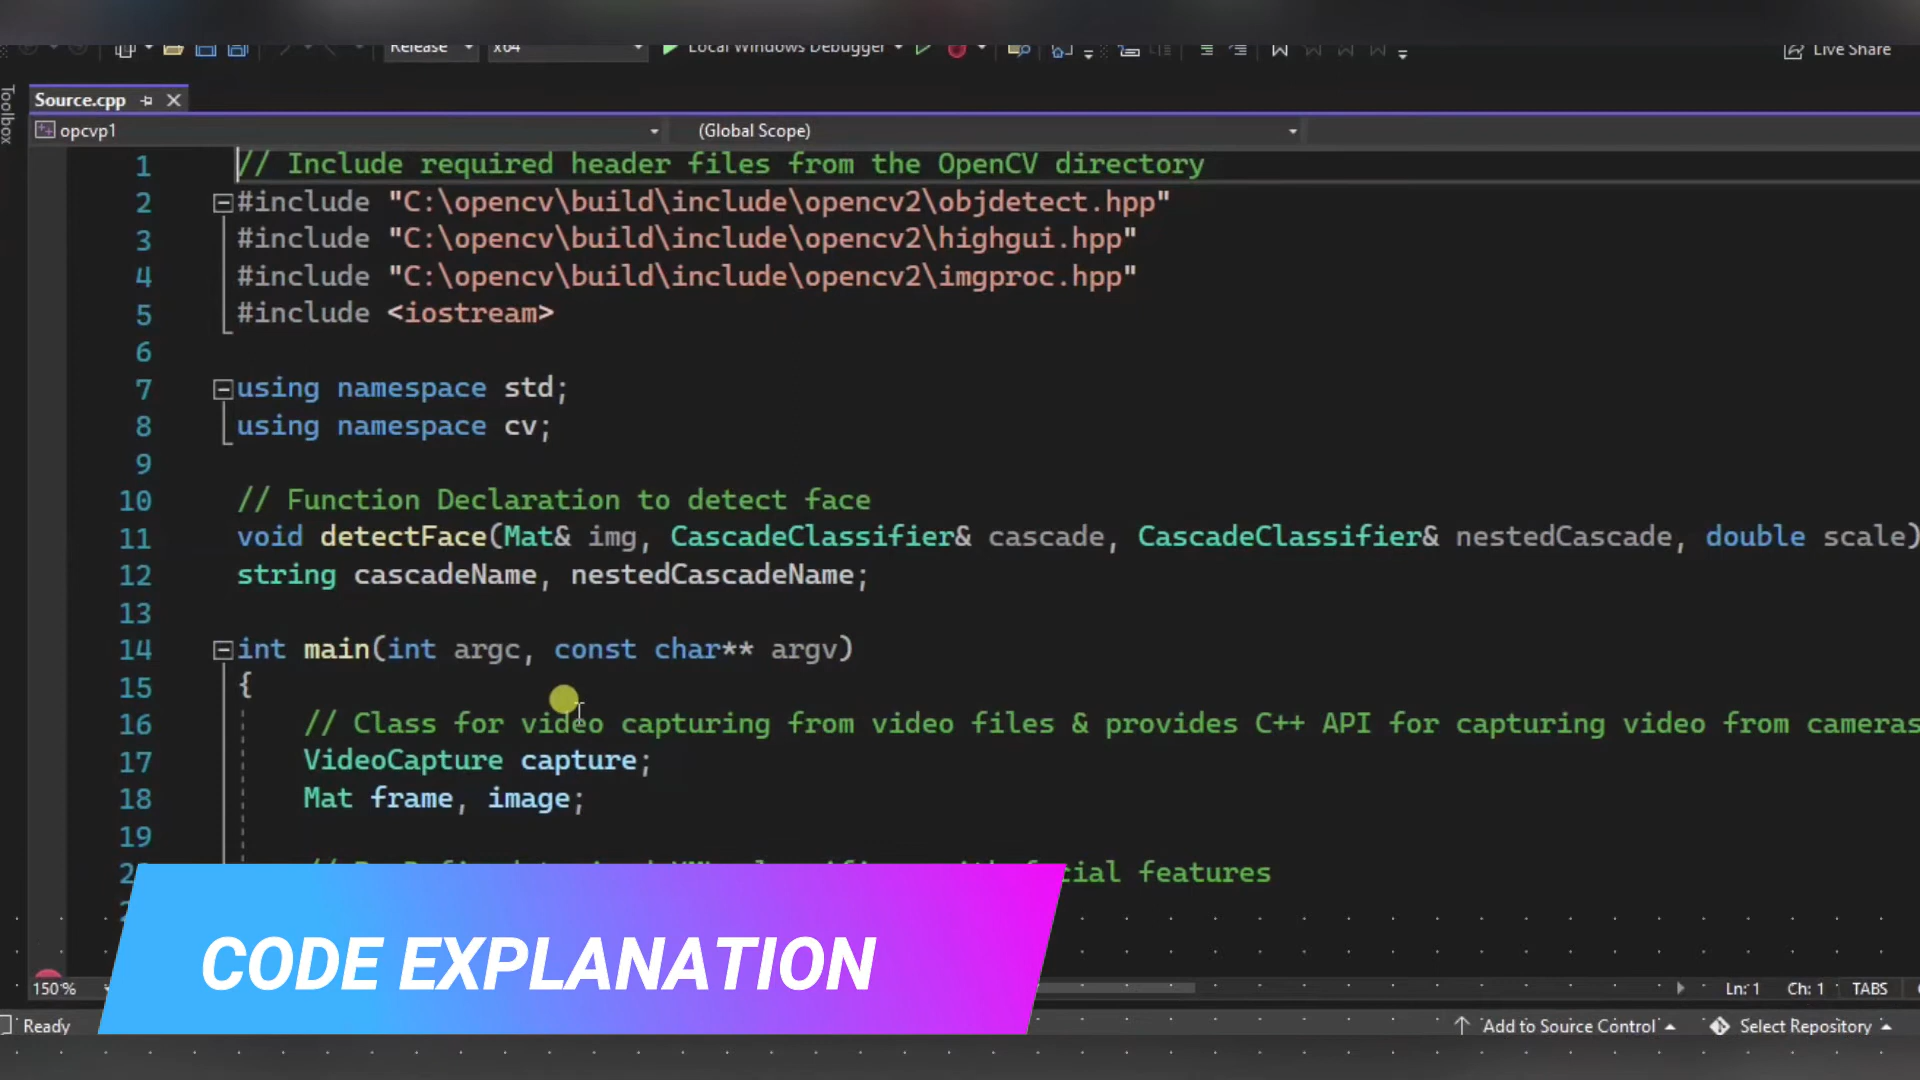 Release x64 Local Windows Debugger Live Share
Toolbox
Source.cpp
opcvp1 (Global Scope)
1 // Include required header files from the OpenCV directory
2 #include "C:\opencv\build\include\opencv2\objdetect.hpp"
3 #include "C:\opencv\build\include\opencv2\highgui.hpp"
4 #include "C:\opencv\build\include\opencv2\imgproc.hpp"
5 #include <iostream>
6
7 using namespace std;
8 using namespace cv;
9
10 // Function Declaration to detect face
11 void detectFace(Mat& img, CascadeClassifier& cascade, CascadeClassifier& nestedCascade, double scale)
12 string cascadeName, nestedCascadeName;
13
14 int main(int argc, const char** argv)
15 {
16 // Class for video capturing from video files & provides C++ API for capturing video from cameras
17 VideoCapture capture;
18 Mat frame, image;
19
features
CODE EXPLANATION
150 % Ln: 1 Ch: 1 TABS
Ready Add to Source Control Select Repository